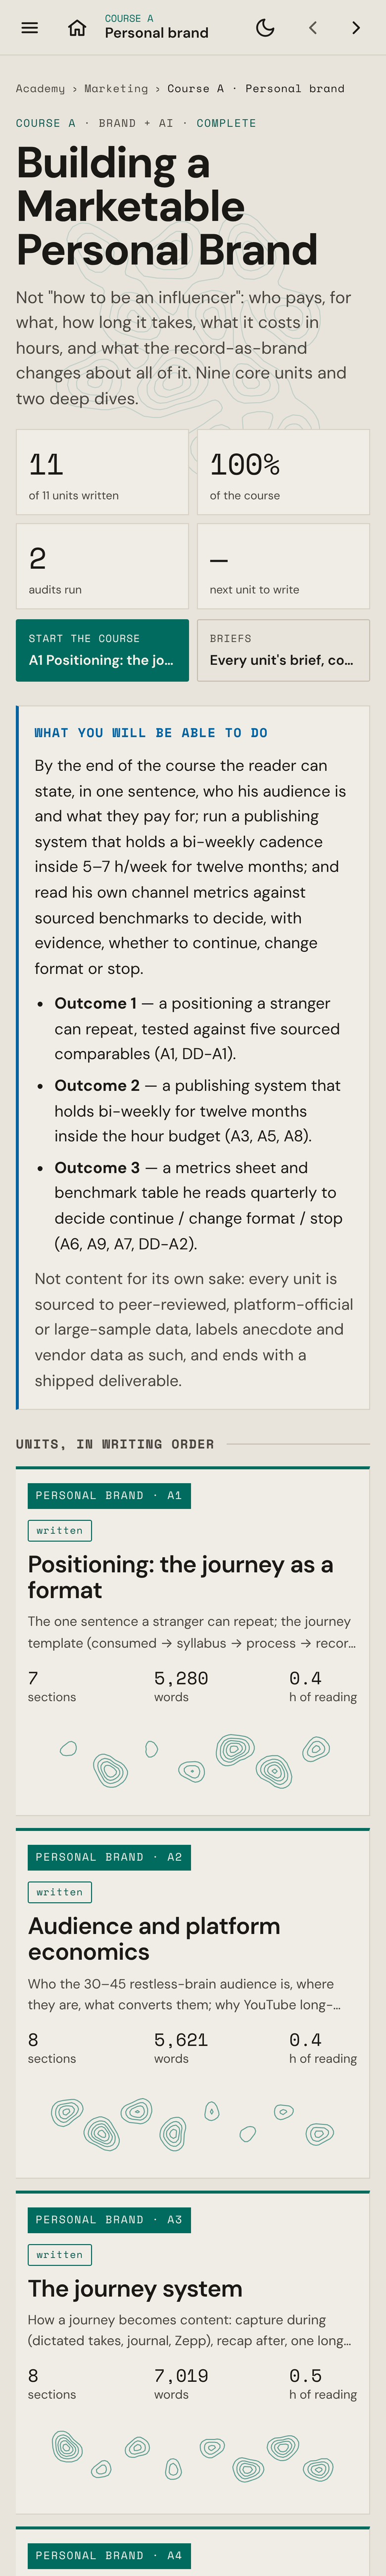 COURSE A
Personal brand
Academy › Marketing › Course A · Personal brand
COURSE A · BRAND + AI · COMPLETE
Building a
Marketable
Personal Brand
Not "how to be an influencer": who pays, for
what, how long it takes, what it costs in
hours, and what the record-as-brand
changes about all of it. Nine core units and
two deep dives.
11
of 11 units written
100%
of the course
2
audits run
—
next unit to write
START THE COURSE
A1 Positioning: the jo…
BRIEFS
Every unit's brief, co…
WHAT YOU WILL BE ABLE TO DO
By the end of the course the reader can
state, in one sentence, who his audience is
and what they pay for; run a publishing
system that holds a bi-weekly cadence
inside 5–7 h/week for twelve months; and
read his own channel metrics against
sourced benchmarks to decide, with
evidence, whether to continue, change
format or stop.
• Outcome 1 — a positioning a stranger
can repeat, tested against five sourced
comparables (A1, DD-A1).
• Outcome 2 — a publishing system that
holds bi-weekly for twelve months
inside the hour budget (A3, A5, A8).
• Outcome 3 — a metrics sheet and
benchmark table he reads quarterly to
decide continue / change format / stop
(A6, A9, A7, DD-A2).
Not content for its own sake: every unit is
sourced to peer-reviewed, platform-official
or large-sample data, labels anecdote and
vendor data as such, and ends with a
shipped deliverable.
UNITS, IN WRITING ORDER
PERSONAL BRAND · A1
written
Positioning: the journey as a
format
The one sentence a stranger can repeat; the journey
template (consumed → syllabus → process → recor…
7
sections
5,280
words
0.4
h of reading
PERSONAL BRAND · A2
written
Audience and platform
economics
Who the 30–45 restless-brain audience is, where
they are, what converts them; why YouTube long-…
8
sections
5,621
words
0.4
h of reading
PERSONAL BRAND · A3
written
The journey system
How a journey becomes content: capture during
(dictated takes, journal, Zepp), recap after, one long…
8
sections
7,019
words
0.5
h of reading
PERSONAL BRAND · A4